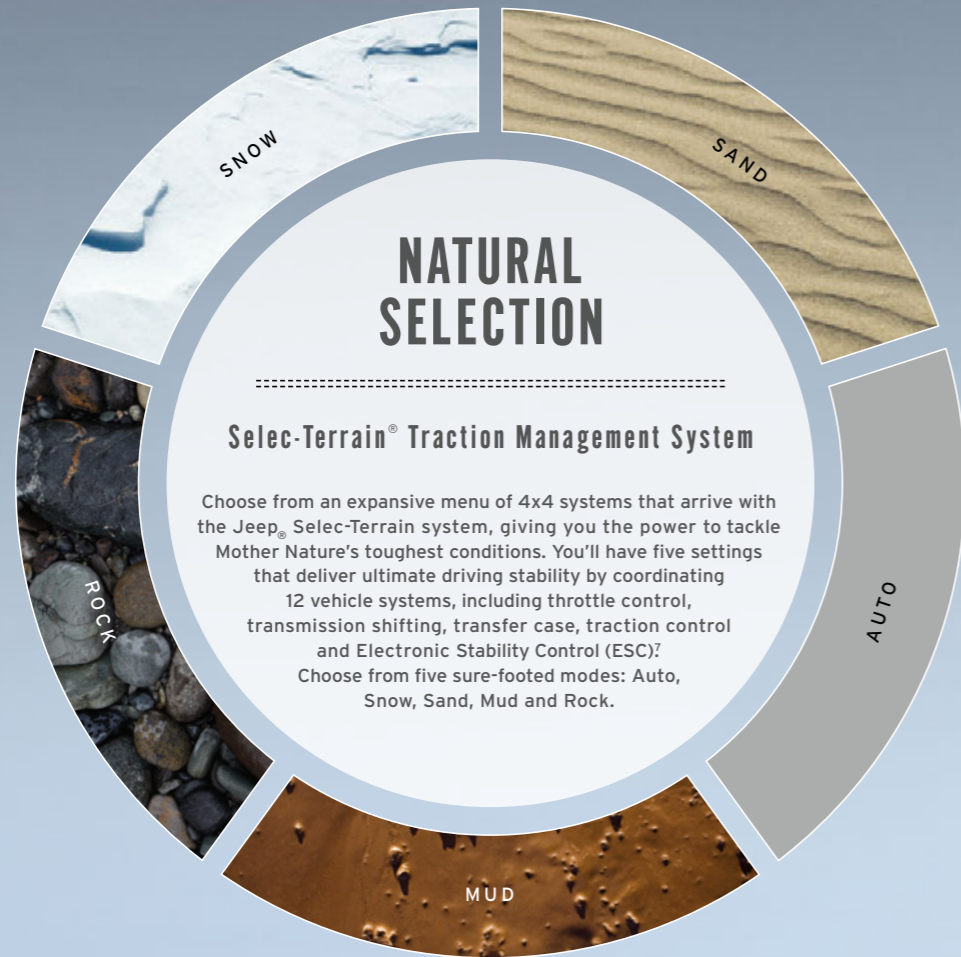 SNOW
SAND
NATURAL
SELECTION
Selec-Terrain® Traction Management System
Choose from an expansive menu of 4x4 systems that arrive with
the Jeep® Selec-Terrain system, giving you the power to tackle
Mother Nature's toughest conditions. You'll have five settings
that deliver ultimate driving stability by coordinating
12 vehicle systems, including throttle control,
transmission shifting, transfer case, traction control
and Electronic Stability Control (ESC).7
Choose from five sure-footed modes: Auto,
Snow, Sand, Mud and Rock.
ROCK
AUTO
MUD